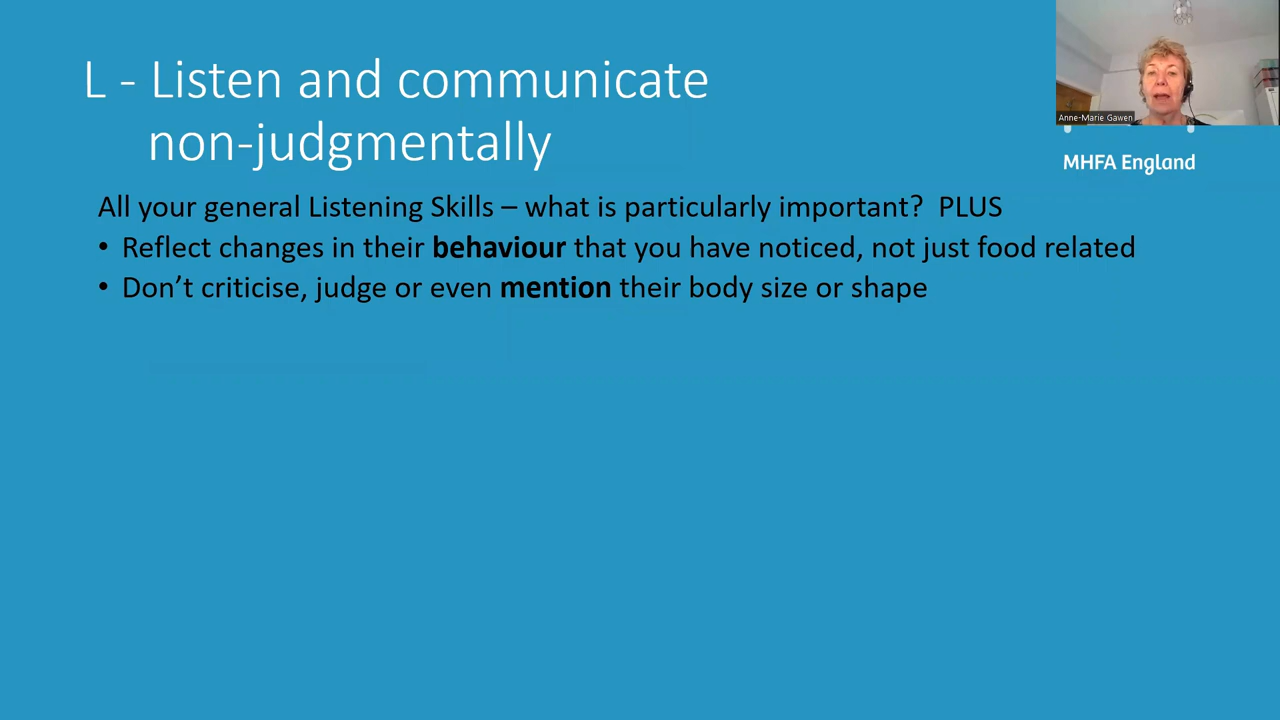 L - Listen and communicate
non-judgmentally
Anne-Marie Gawen
MHFA England
All your general Listening Skills – what is particularly important?  PLUS
• Reflect changes in their behaviour that you have noticed, not just food related
• Don’t criticise, judge or even mention their body size or shape